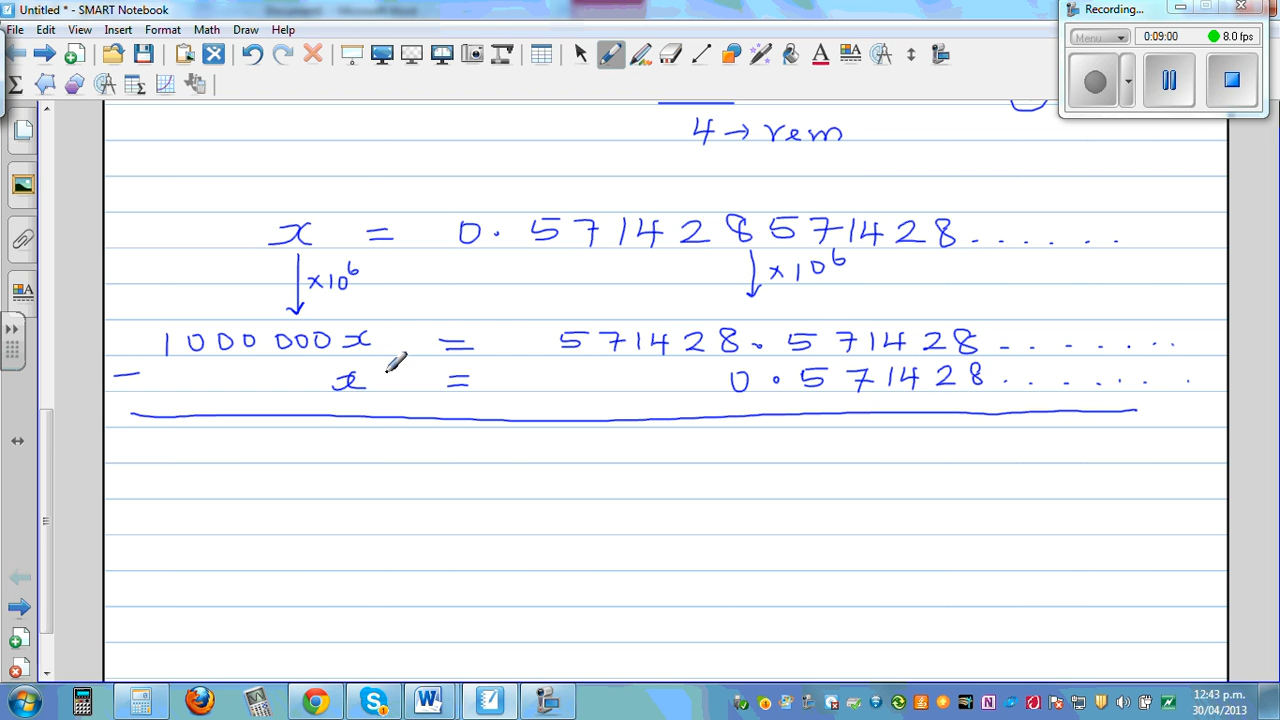 Untitled * - SMART Notebook
Recording...
File Edit View Insert Format Math Draw Help
Menu 0:09:00 8.0 fps
4 → rem
x = 0.571428571428......
×10⁶ ×10⁶
1000000x = 571428.571428.......
− x = 0.571428.......
12:43 p.m.
30/04/2013